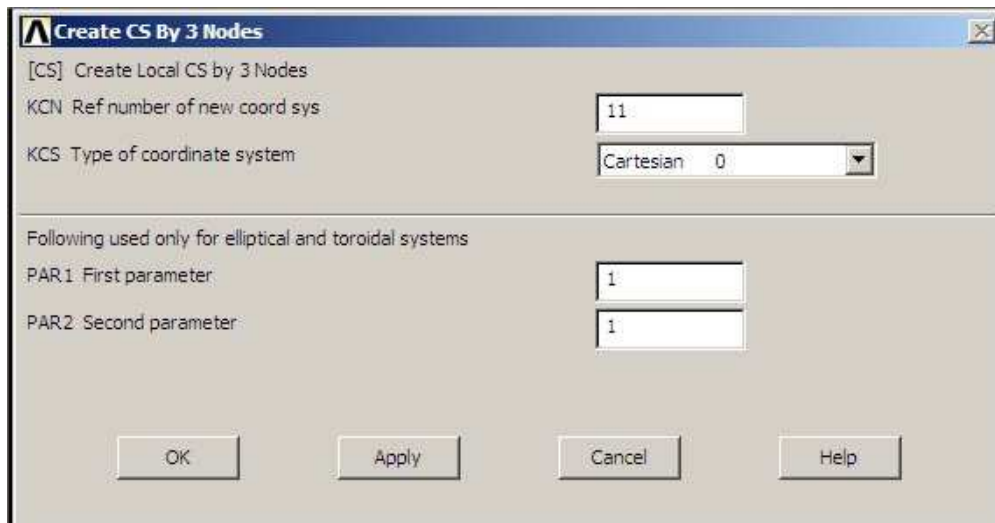 Create CS By 3 Nodes
[CS] Create Local CS by 3 Nodes
KCN Ref number of new coord sys
11
KCS Type of coordinate system
Cartesian 0
Following used only for elliptical and toroidal systems
PAR1 First parameter
1
PAR2 Second parameter
1
OK Apply Cancel Help